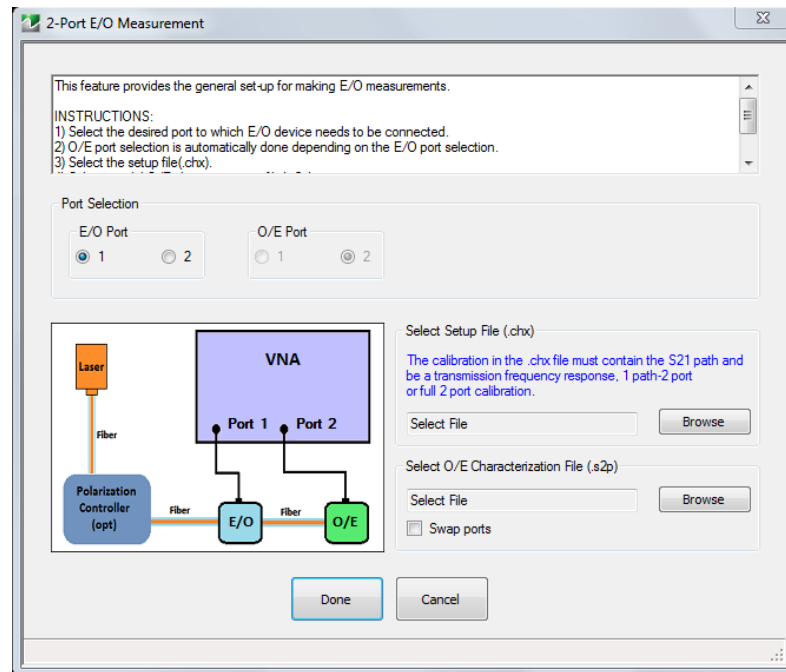 2-Port E/O Measurement
This feature provides the general set-up for making E/O measurements.
INSTRUCTIONS:
1) Select the desired port to which E/O device needs to be connected.
2) O/E port selection is automatically done depending on the E/O port selection.
3) Select the setup file(.chx).
Port Selection
E/O Port
1
2
O/E Port
1
2
Laser
Fiber
Polarization
Controller
(opt)
Fiber
VNA
Port 1
Port 2
E/O
Fiber
O/E
Select Setup File (.chx)
The calibration in the .chx file must contain the S21 path and
be a transmission frequency response, 1 path-2 port
or full 2 port calibration.
Select File
Browse
Select O/E Characterization File (.s2p)
Select File
Browse
Swap ports
Done
Cancel